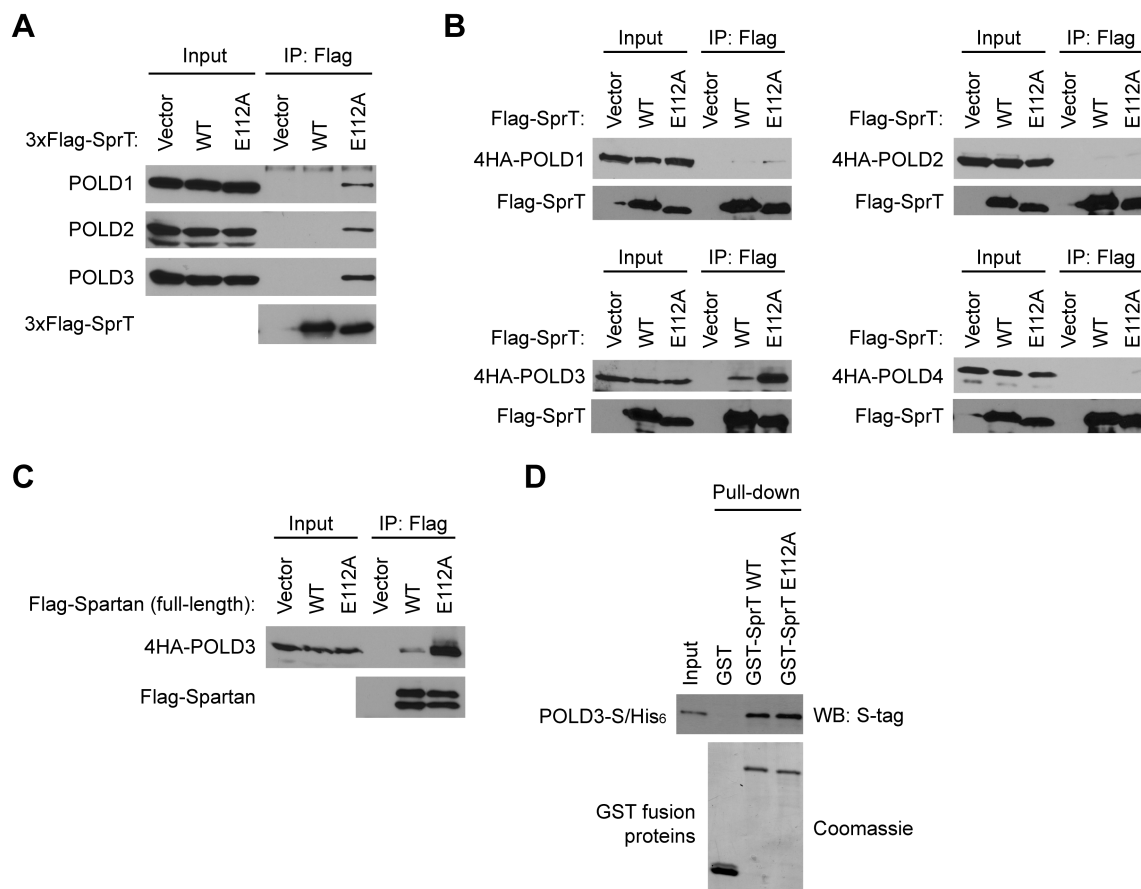 A
Input IP: Flag
3xFlag-SprT: Vector WT E112A Vector WT E112A
POLD1
POLD2
POLD3
3xFlag-SprT
B
Input IP: Flag
Flag-SprT: Vector WT E112A Vector WT E112A
4HA-POLD1
Flag-SprT
Input IP: Flag
Flag-SprT: Vector WT E112A Vector WT E112A
4HA-POLD2
Flag-SprT
Input IP: Flag
Flag-SprT: Vector WT E112A Vector WT E112A
4HA-POLD3
Flag-SprT
Input IP: Flag
Flag-SprT: Vector WT E112A Vector WT E112A
4HA-POLD4
Flag-SprT
C
Input IP: Flag
Flag-Spartan (full-length): Vector WT E112A Vector WT E112A
4HA-POLD3
Flag-Spartan
D
Pull-down
Input GST GST-SprT WT GST-SprT E112A
POLD3-S/His6 WB: S-tag
GST fusion
proteins
Coomassie